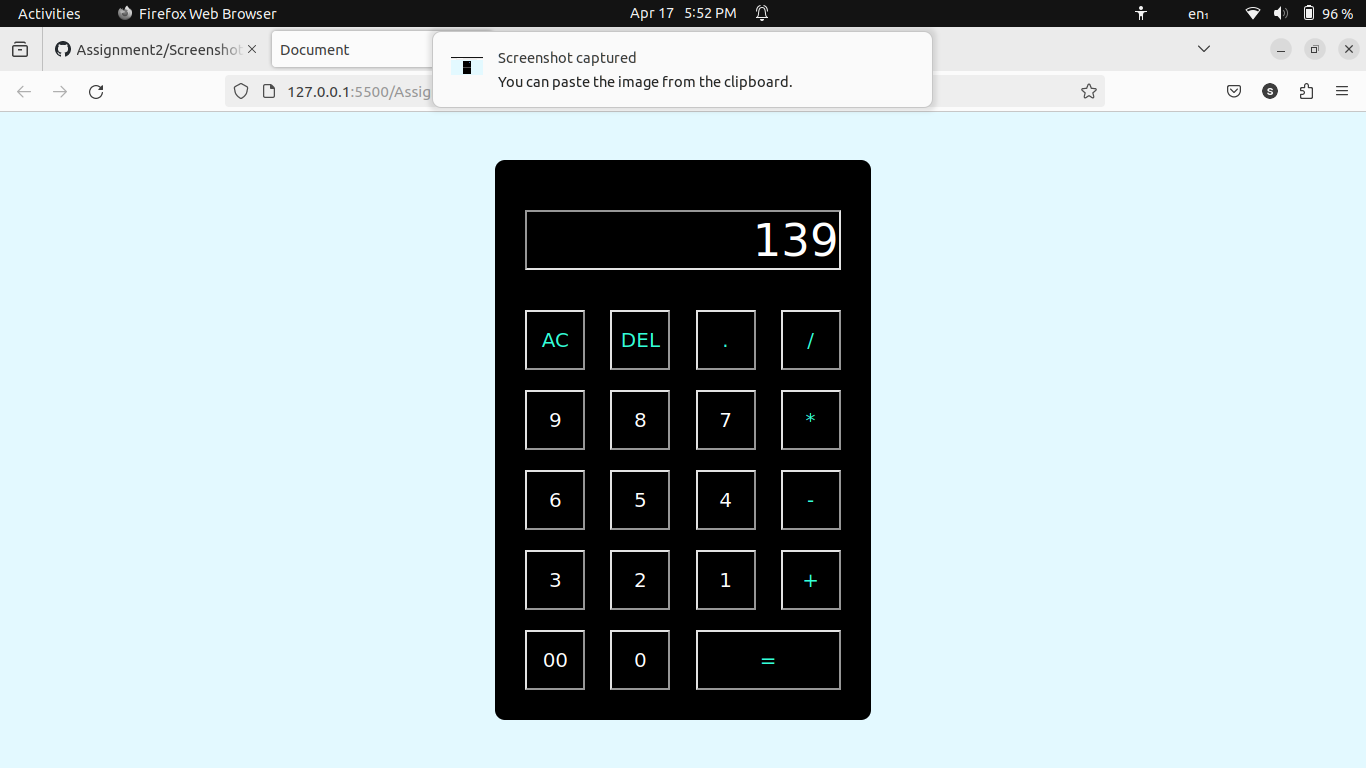 Activities Firefox Web Browser Apr 17 5:52 PM en₁ 96 %
Assignment2/Screenshot Document
Screenshot captured
You can paste the image from the clipboard.
127.0.0.1:5500/Assig
S
139
AC DEL . /
9 8 7 *
6 5 4 -
3 2 1 +
00 0 =